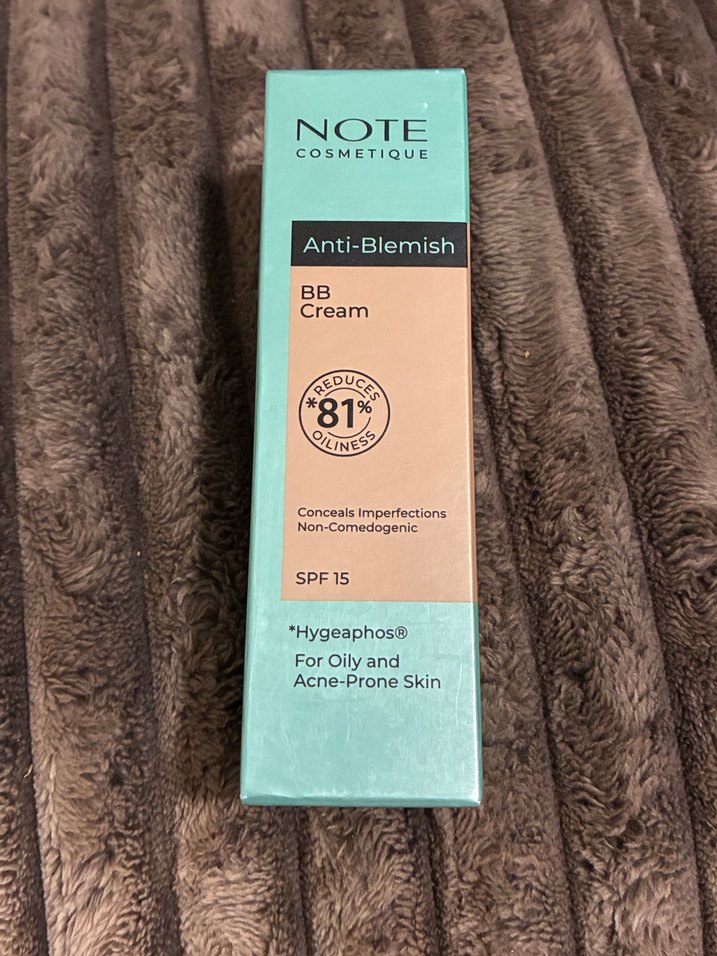 NOTE
COSMETIQUE
Anti-Blemish
BB
Cream
REDUCES
*81%
OILINESS
Conceals Imperfections
Non-Comedogenic
SPF 15
*Hygeaphos®
For Oily and
Acne-Prone Skin